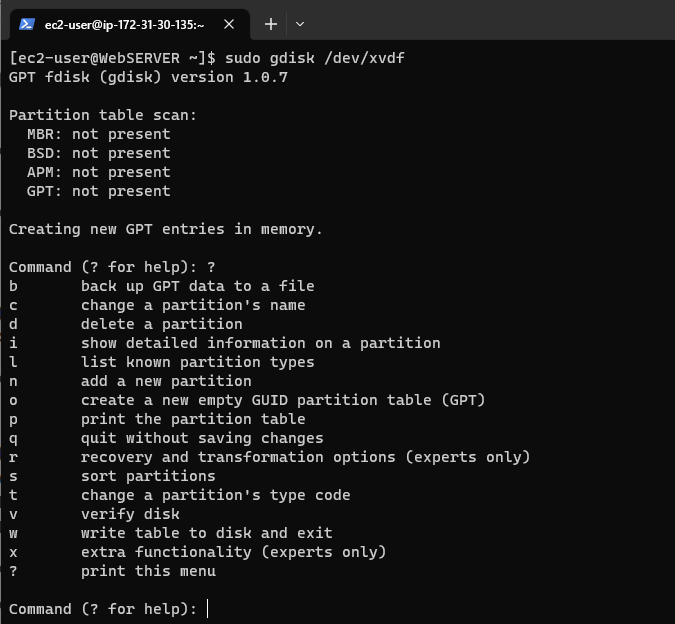 ec2-user@ip-172-31-30-135:~
[ec2-user@WebSERVER ~]$ sudo gdisk /dev/xvdf
GPT fdisk (gdisk) version 1.0.7

Partition table scan:
  MBR: not present
  BSD: not present
  APM: not present
  GPT: not present

Creating new GPT entries in memory.

Command (? for help): ?
b       back up GPT data to a file
c       change a partition's name
d       delete a partition
i       show detailed information on a partition
l       list known partition types
n       add a new partition
o       create a new empty GUID partition table (GPT)
p       print the partition table
q       quit without saving changes
r       recovery and transformation options (experts only)
s       sort partitions
t       change a partition's type code
v       verify disk
w       write table to disk and exit
x       extra functionality (experts only)
?       print this menu

Command (? for help):